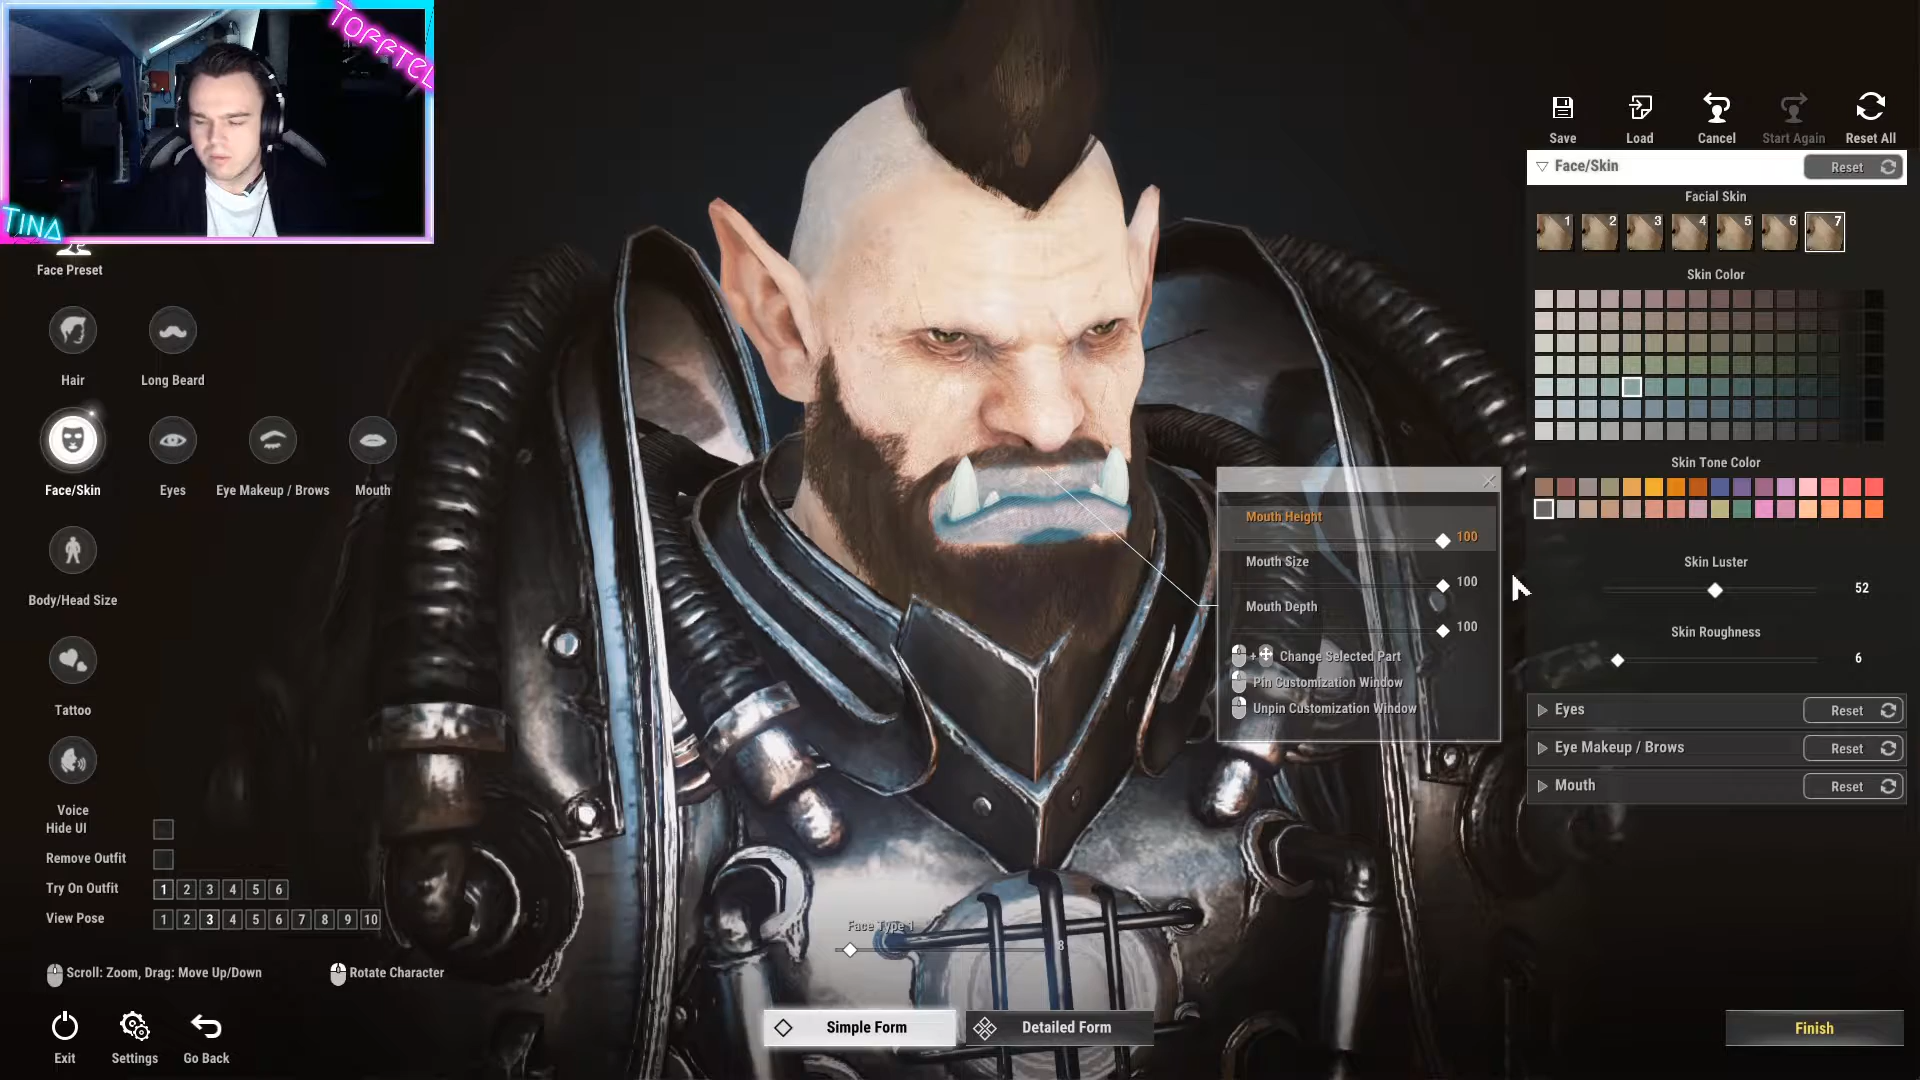 TOFFTEL
TINA
Face Preset
Hair
Long Beard
Face/Skin
Eyes
Eye Makeup / Brows
Mouth
Body/Head Size
Tattoo
Voice
Hide UI
Remove Outfit
Try On Outfit 1 2 3 4 5 6
View Pose 1 2 3 4 5 6 7 8 9 10
Scroll: Zoom, Drag: Move Up/Down
Rotate Character
Exit
Settings
Go Back
Mouth Height
100
Mouth Size
100
Mouth Depth
100
+ Change Selected Part
Pin Customization Window
Unpin Customization Window
Face Type 1
8
Simple Form
Detailed Form
Save
Load
Cancel
Start Again
Reset All
Face/Skin Reset
Facial Skin
1 2 3 4 5 6 7
Skin Color
Skin Tone Color
Skin Luster
52
Skin Roughness
6
Eyes Reset
Eye Makeup / Brows Reset
Mouth Reset
Finish